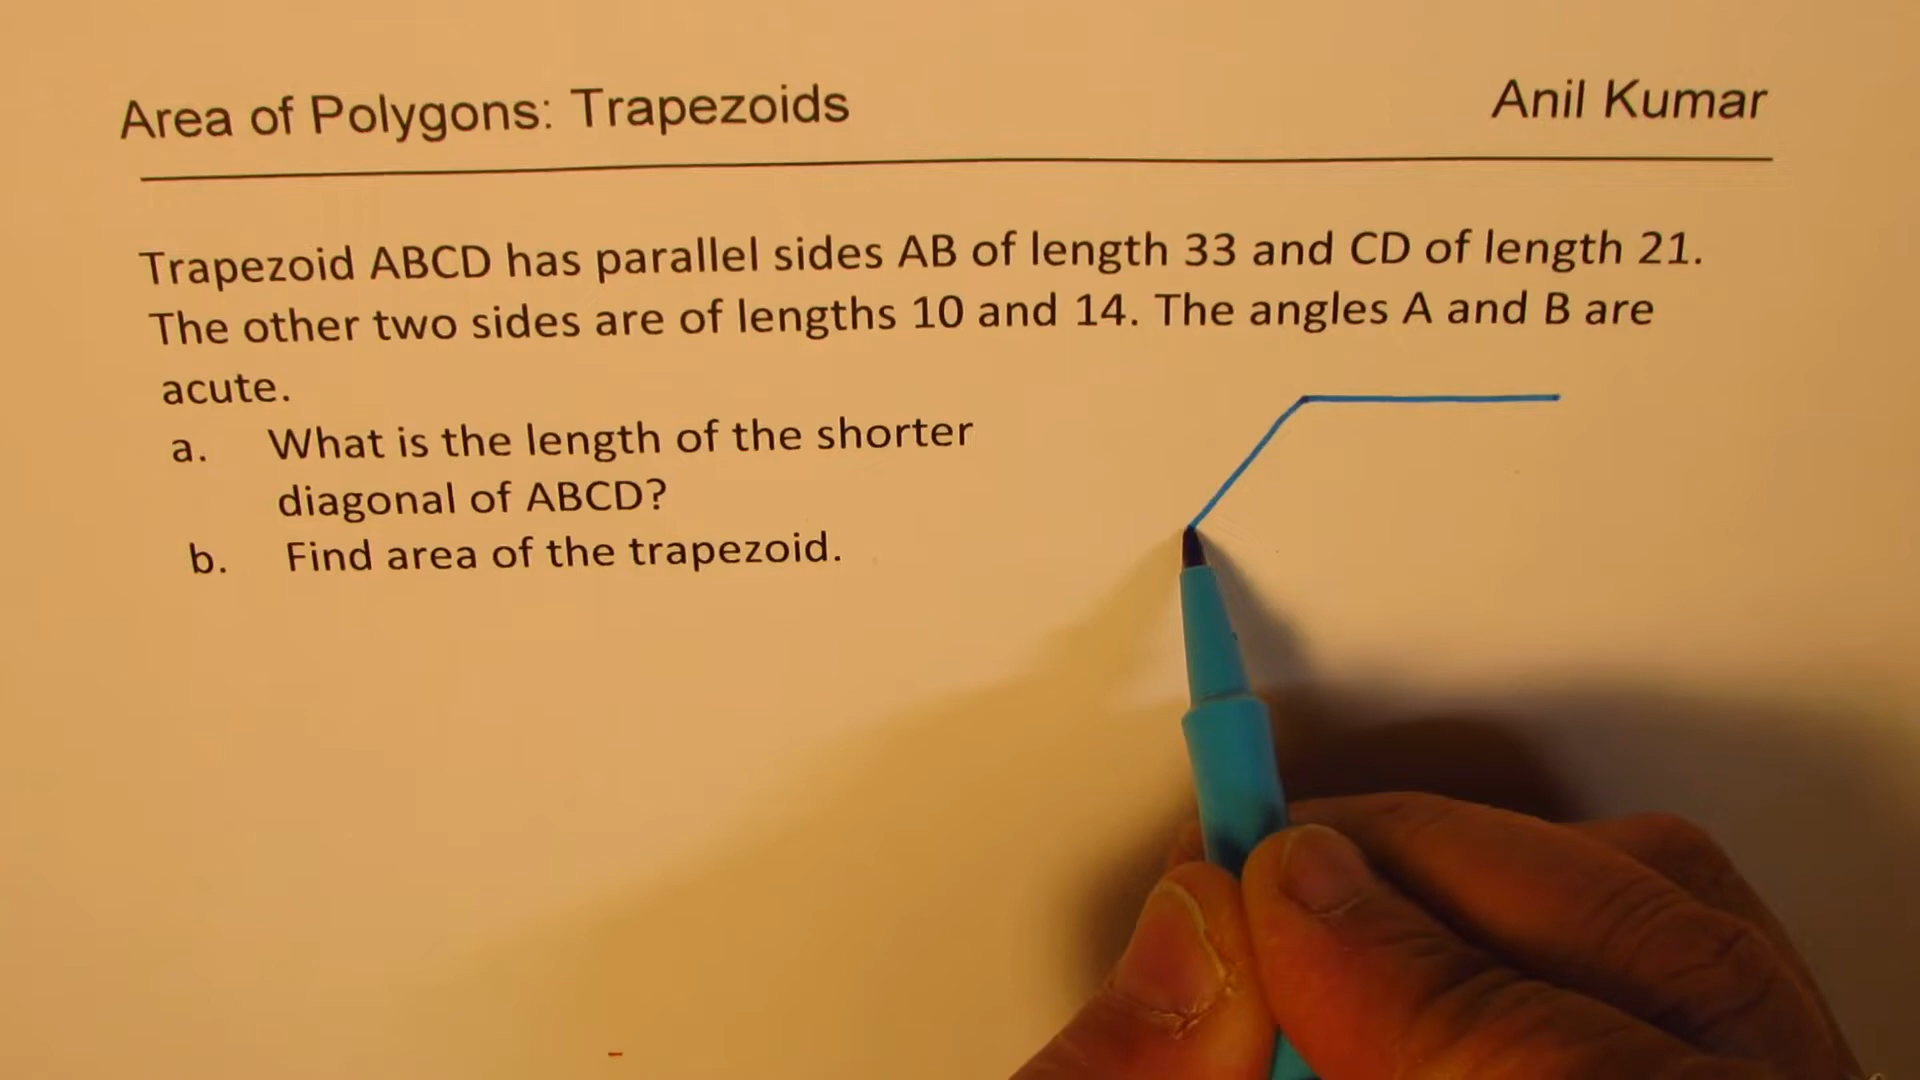 Area of Polygons: Trapezoids
Anil Kumar
Trapezoid ABCD has parallel sides AB of length 33 and CD of length 21.
The other two sides are of lengths 10 and 14. The angles A and B are
acute.
a. What is the length of the shorter
diagonal of ABCD?
b. Find area of the trapezoid.